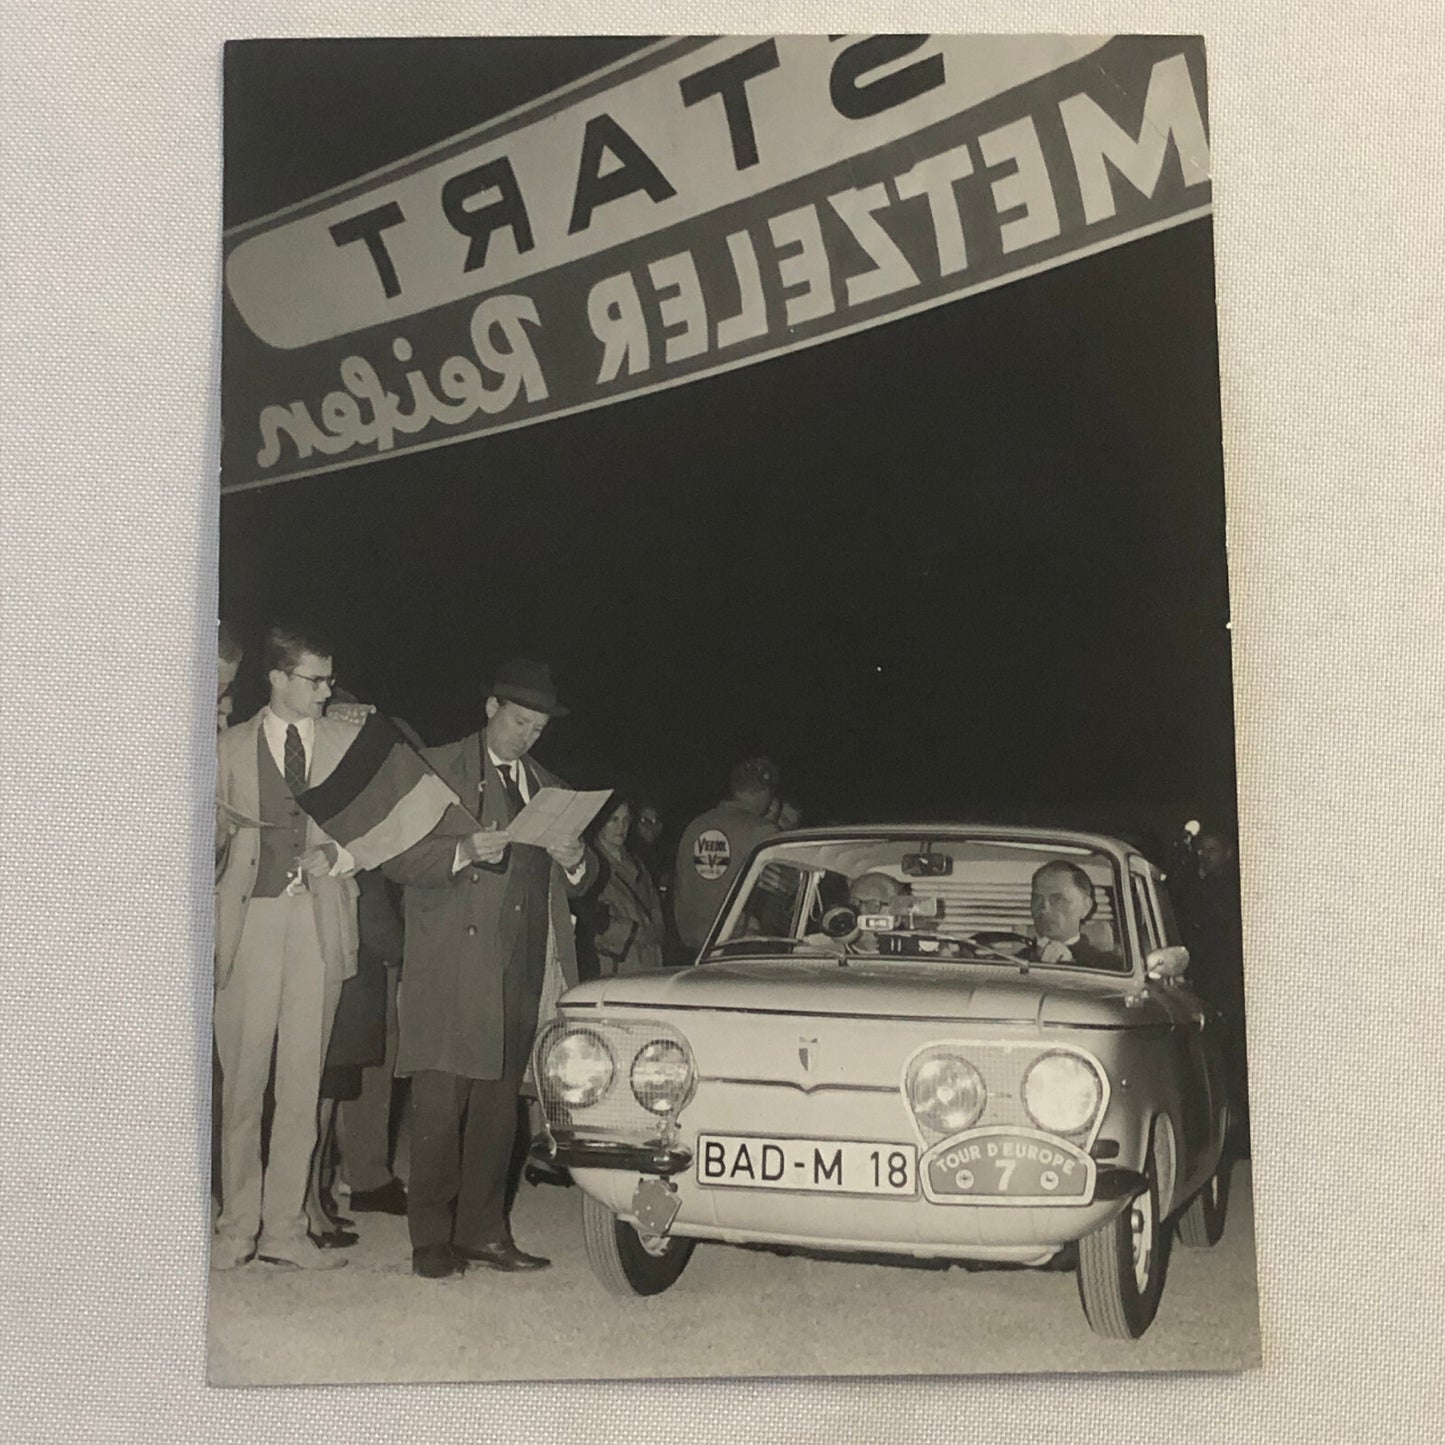 START
METZELER Reifen
VEEDOL
V
BAD-M 18
TOUR D'EUROPE
7